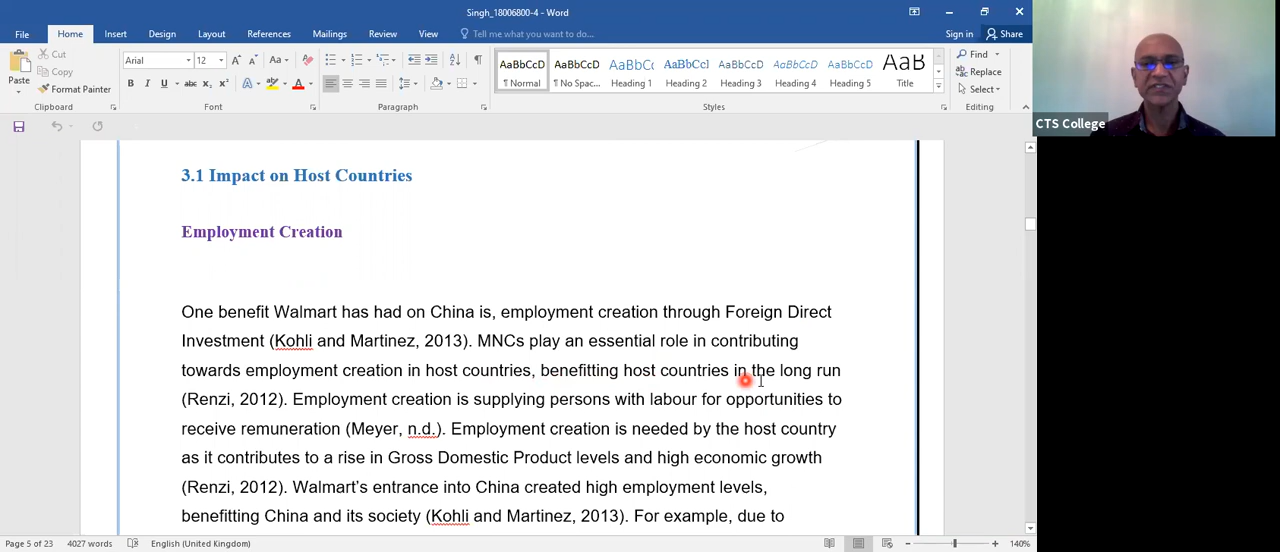 Singh_18006800-4 - Word
File Home Insert Design Layout References Mailings Review View Tell me what you want to do... Sign in Share
Cut
Copy
Paste
Format Painter
Clipboard
Arial 12 Aa
B I U abc x₂ x² A
Font
Paragraph
AaBbCcD AaBbCcD AaBbC( AaBbCcI AaBbCcD AaBbCcD AaBbCcD AaB
¶ Normal ¶ No Spac... Heading 1 Heading 2 Heading 3 Heading 4 Heading 5 Title
Styles
Find
Replace
Select
Editing
CTS College
3.1 Impact on Host Countries
Employment Creation
One benefit Walmart has had on China is, employment creation through Foreign Direct
Investment (Kohli and Martinez, 2013). MNCs play an essential role in contributing
towards employment creation in host countries, benefitting host countries in the long run
(Renzi, 2012). Employment creation is supplying persons with labour for opportunities to
receive remuneration (Meyer, n.d.). Employment creation is needed by the host country
as it contributes to a rise in Gross Domestic Product levels and high economic growth
(Renzi, 2012). Walmart's entrance into China created high employment levels,
benefitting China and its society (Kohli and Martinez, 2013). For example, due to
Page 5 of 23 4027 words English (United Kingdom) 140%